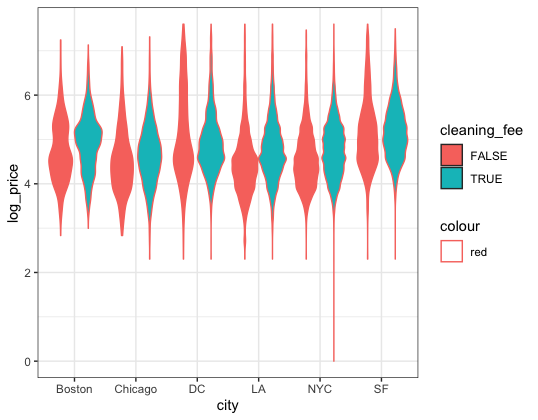 log_price
6
4
2
0
Boston Chicago DC LA NYC SF
city
cleaning_fee
FALSE
TRUE
colour
red